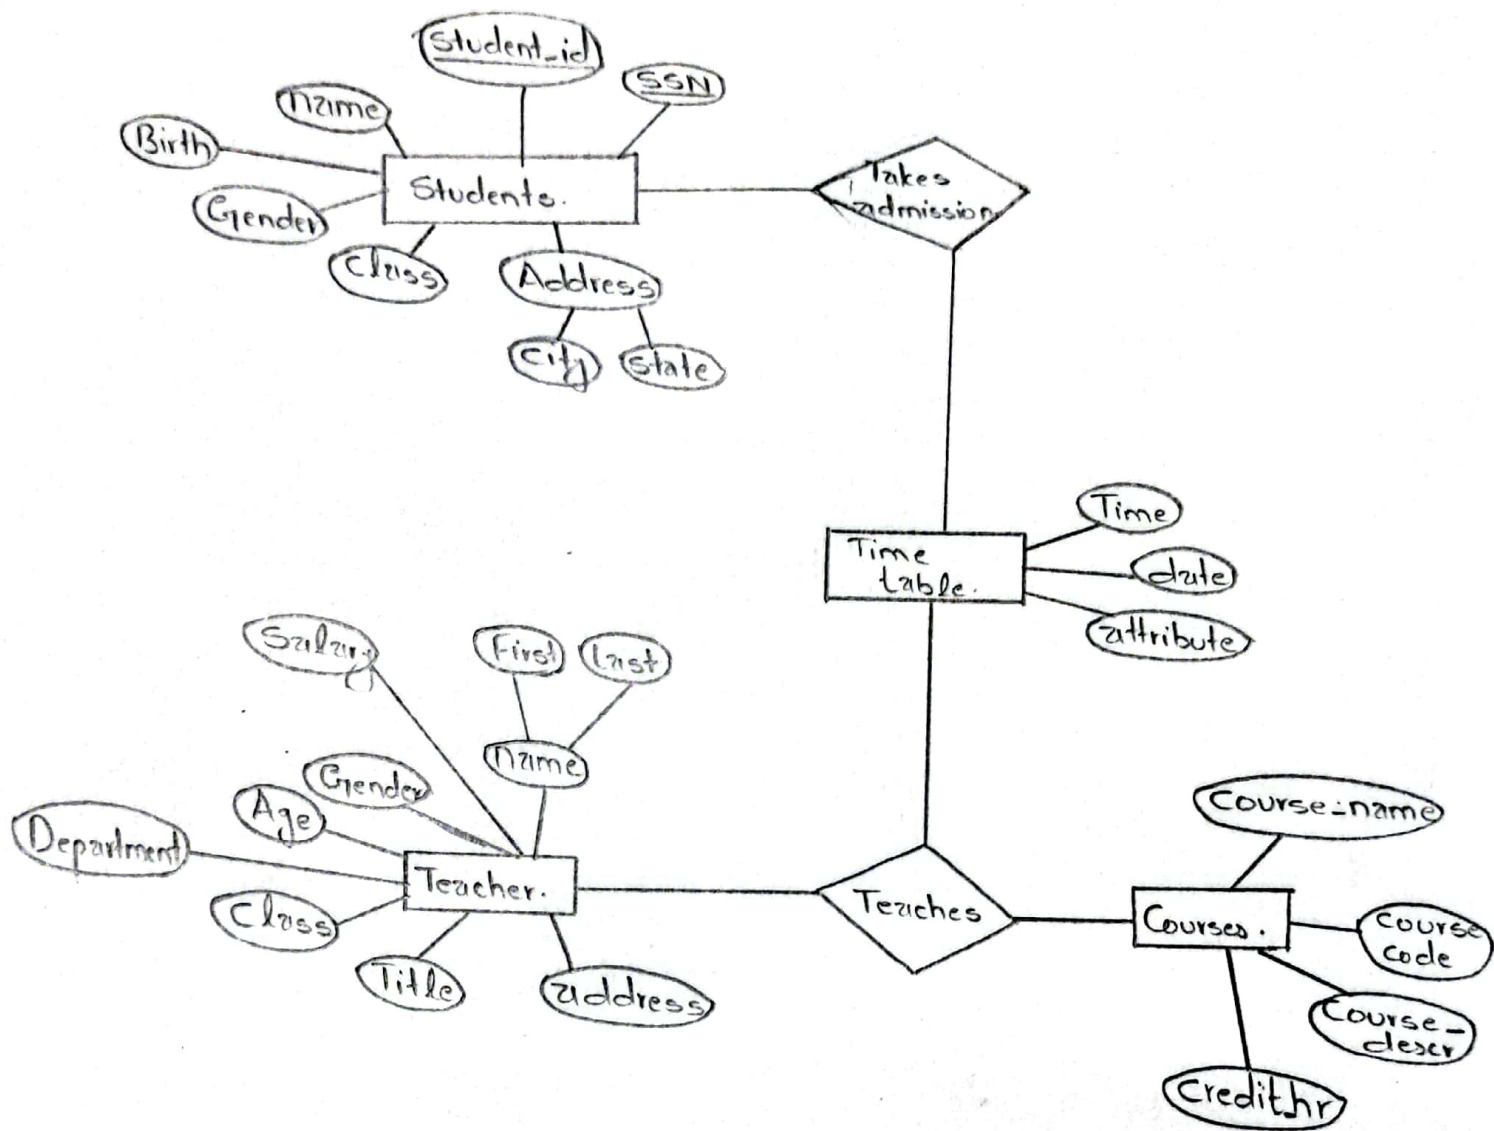 Student_id
SSN
name
Birth
Students.
Gender
Class
Address
City
State
Takes
admission
Time
Time
table.
date
attribute
Salary
First
Last
name
Gender
Age
Department
Teacher.
Class
Title
address
Teaches
Course_name
Courses.
course
code
Course_
descr
Credit_hr